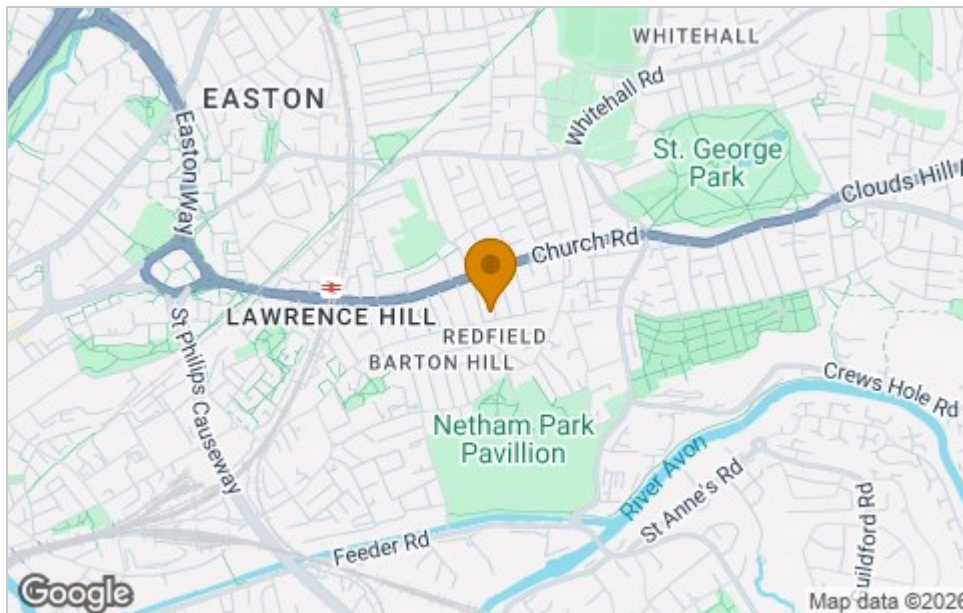 WHITEHALL
Whitehall Rd
EASTON
Easton Way
St. George
Park
Clouds Hill A
Church Rd
LAWRENCE HILL
REDFIELD
BARTON HILL
St Philips Causeway
Crews Hole Rd
Netham Park
Pavillion
River Avon
St Anne's Rd
Guildford Rd
Feeder Rd
Google
Map data ©2026